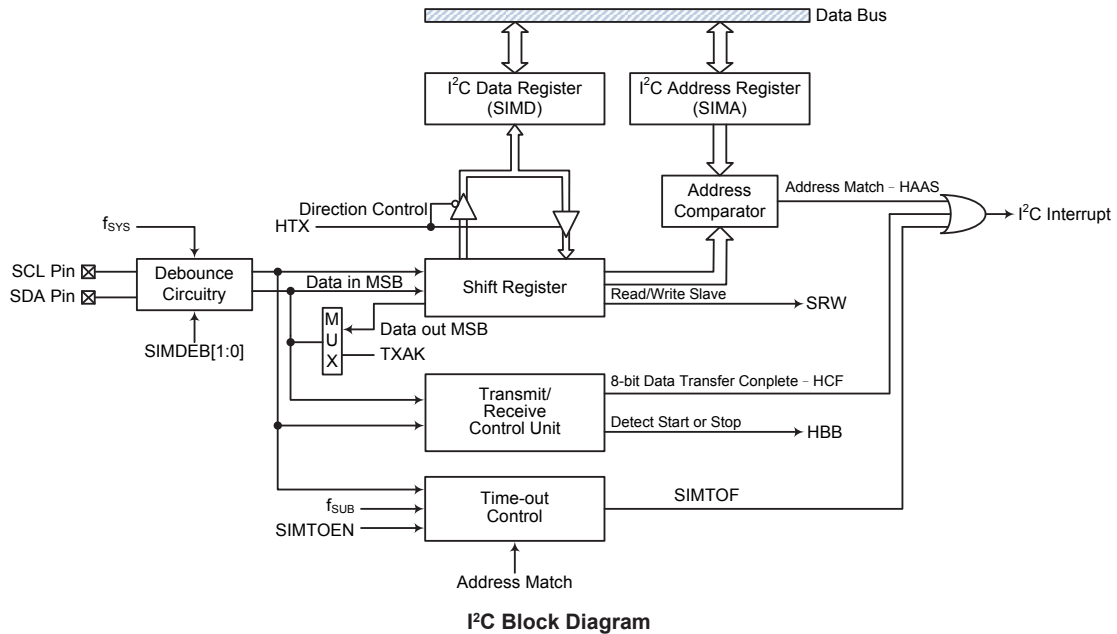 Data Bus
I²C Data Register
(SIMD)
I²C Address Register
(SIMA)
Address
Comparator
Address Match - HAAS
I²C Interrupt
Direction Control
HTX
fSYS
SCL Pin
SDA Pin
Debounce
Circuitry
SIMDEB[1:0]
Data in MSB
Shift Register
Read/Write Slave
SRW
M
U
X
Data out MSB
TXAK
8-bit Data Transfer Conplete - HCF
Transmit/
Receive
Control Unit
Detect Start or Stop
HBB
Time-out
Control
SIMTOF
fSUB
SIMTOEN
Address Match
I²C Block Diagram